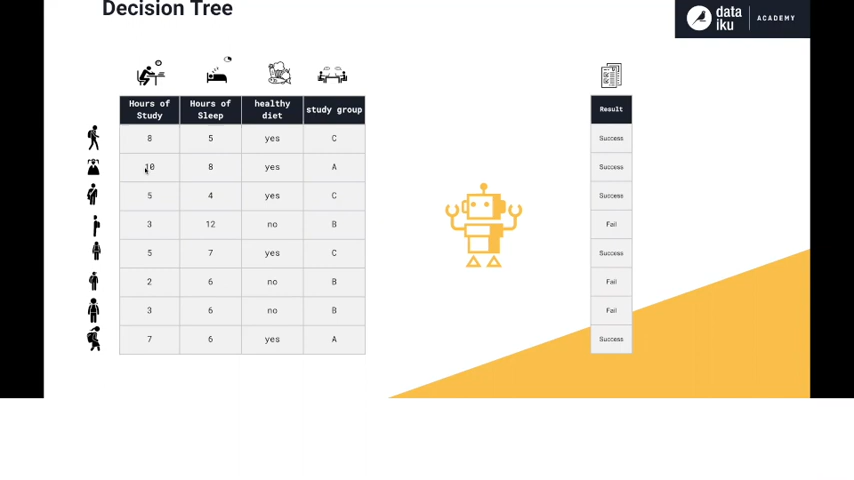 Decision Tree
data
iku
ACADEMY
Hours of Study Hours of Sleep healthy diet study group Result
8 5 yes C Success
10 8 yes A Success
5 4 yes C Success
3 12 no B Fail
5 7 yes C Success
2 6 no B Fail
3 6 no B Fail
7 6 yes A Success